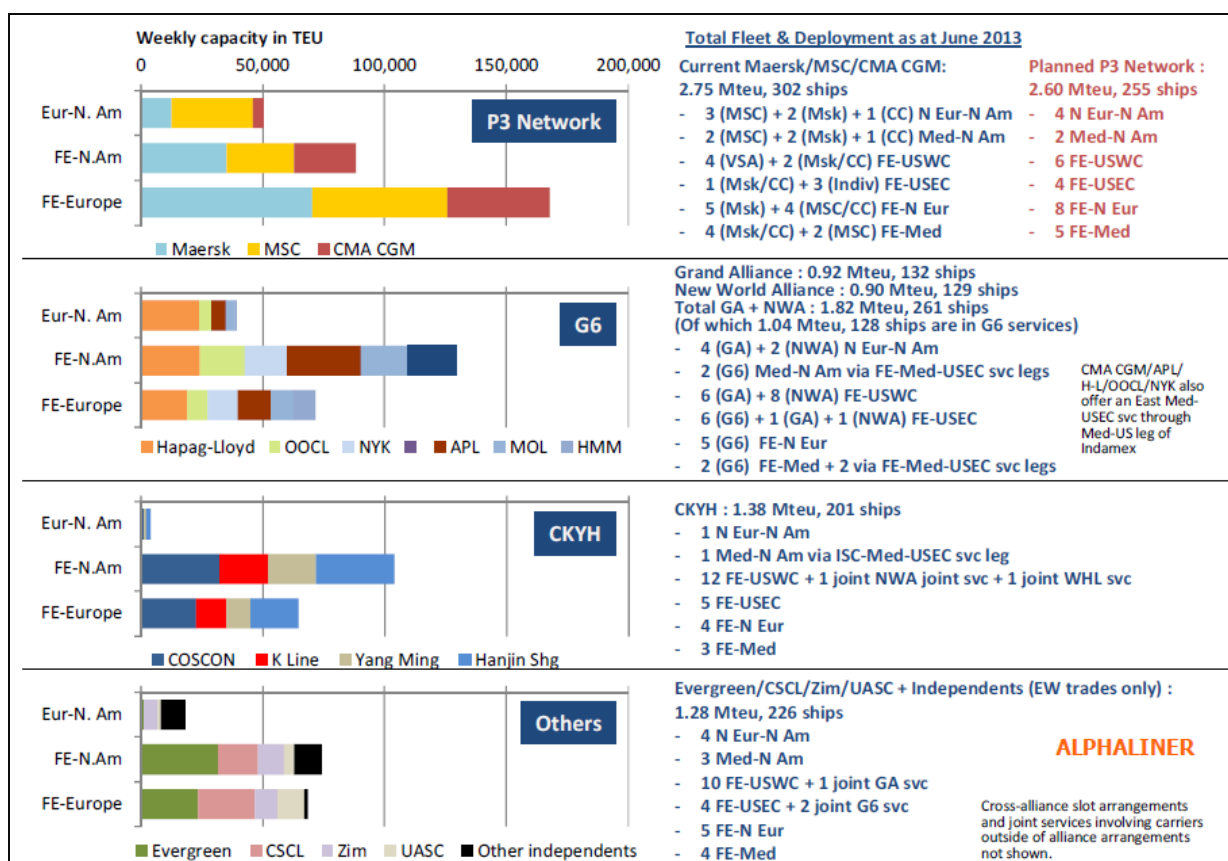 Weekly capacity in TEU
0 50,000 100,000 150,000 200,000
Eur-N. Am
FE-N.Am
FE-Europe
P3 Network
Maersk MSC CMA CGM
Total Fleet & Deployment as at June 2013
Current Maersk/MSC/CMA CGM:
2.75 Mteu, 302 ships
- 3 (MSC) + 2 (Msk) + 1 (CC) N Eur-N Am
- 2 (MSC) + 2 (Msk) + 1 (CC) Med-N Am
- 4 (VSA) + 2 (Msk/CC) FE-USWC
- 1 (Msk/CC) + 3 (Indiv) FE-USEC
- 5 (Msk) + 4 (MSC/CC) FE-N Eur
- 4 (Msk/CC) + 2 (MSC) FE-Med
Planned P3 Network :
2.60 Mteu, 255 ships
- 4 N Eur-N Am
- 2 Med-N Am
- 6 FE-USWC
- 4 FE-USEC
- 8 FE-N Eur
- 5 FE-Med
Eur-N. Am
FE-N.Am
FE-Europe
G6
Hapag-Lloyd OOCL NYK APL MOL HMM
Grand Alliance : 0.92 Mteu, 132 ships
New World Alliance : 0.90 Mteu, 129 ships
Total GA + NWA : 1.82 Mteu, 261 ships
(Of which 1.04 Mteu, 128 ships are in G6 services)
- 4 (GA) + 2 (NWA) N Eur-N Am
- 2 (G6) Med-N Am via FE-Med-USEC svc legs
- 6 (GA) + 8 (NWA) FE-USWC
- 6 (G6) + 1 (GA) + 1 (NWA) FE-USEC
- 5 (G6) FE-N Eur
- 2 (G6) FE-Med + 2 via FE-Med-USEC svc legs
CMA CGM/APL/
H-L/OOCL/NYK also
offer an East Med-
USEC svc through
Med-US leg of
Indamex
Eur-N. Am
FE-N.Am
FE-Europe
CKYH
COSCON K Line Yang Ming Hanjin Shg
CKYH : 1.38 Mteu, 201 ships
- 1 N Eur-N Am
- 1 Med-N Am via ISC-Med-USEC svc leg
- 12 FE-USWC + 1 joint NWA joint svc + 1 joint WHL svc
- 5 FE-USEC
- 4 FE-N Eur
- 3 FE-Med
Eur-N. Am
FE-N.Am
FE-Europe
Others
Evergreen CSCL Zim UASC Other independents
Evergreen/CSCL/Zim/UASC + Independents (EW trades only) :
1.28 Mteu, 226 ships
- 4 N Eur-N Am
- 3 Med-N Am
- 10 FE-USWC + 1 joint GA svc
- 4 FE-USEC + 2 joint G6 svc
- 5 FE-N Eur
- 4 FE-Med
ALPHALINER
Cross-alliance slot arrangements
and joint services involving carriers
outside of alliance arrangements
not shown.